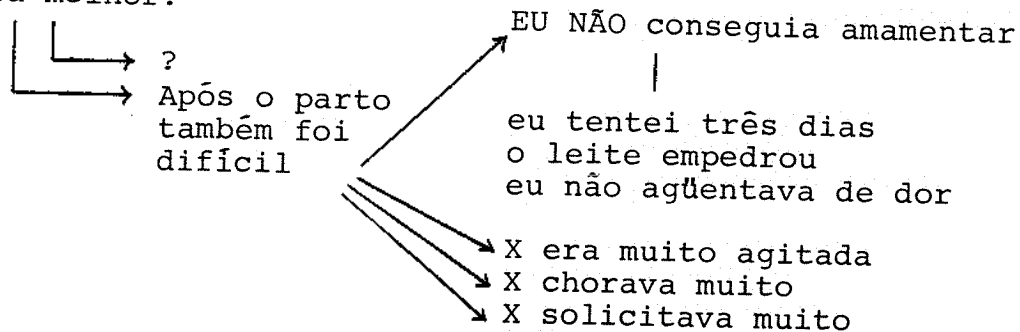 melhor.
EU NÃO conseguia amamentar
?
Após o parto
também foi
difícil
eu tentei três dias
o leite empedrou
eu não agüentava de dor
X era muito agitada
X chorava muito
X solicitava muito